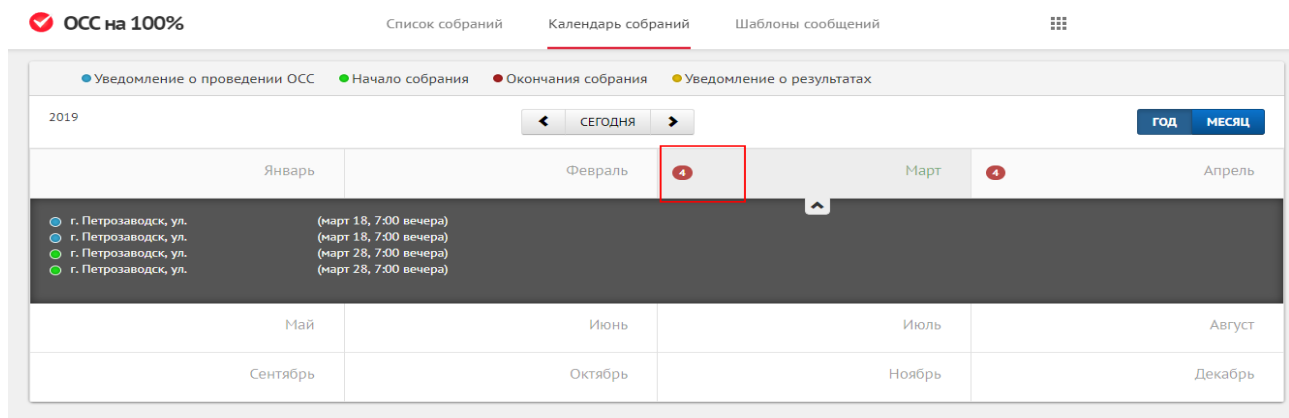 ОСС на 100% Список собраний Календарь собраний Шаблоны сообщений
Уведомление о проведении ОСС Начало собрания Окончания собрания Уведомление о результатах
2019 СЕГОДНЯ ГОД МЕСЯЦ
Январь Февраль 4 Март 4 Апрель
г. Петрозаводск, ул. (март 18, 7:00 вечера)
г. Петрозаводск, ул. (март 18, 7:00 вечера)
г. Петрозаводск, ул. (март 28, 7:00 вечера)
г. Петрозаводск, ул. (март 28, 7:00 вечера)
Май Июнь Июль Август
Сентябрь Октябрь Ноябрь Декабрь